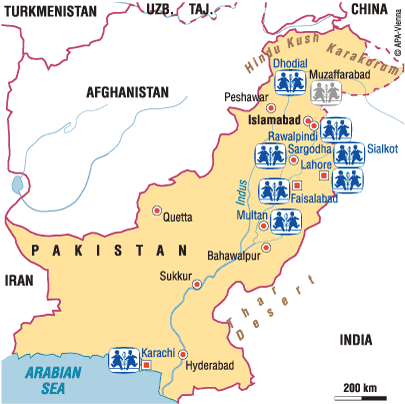 TURKMENISTAN
UZB.
TAJ.
CHINA
© APA-Vienna
Hindu Kush
Karakorum
Dhodial
Muzaffarabad
AFGHANISTAN
Peshawar
Islamabad
Rawalpindi
Sargodha
Sialkot
Lahore
Indus
Faisalabad
Quetta
Multan
PAKISTAN
Bahawalpur
IRAN
Sukkur
Thar
Desert
INDIA
Karachi
Hyderabad
ARABIAN
SEA
200 km